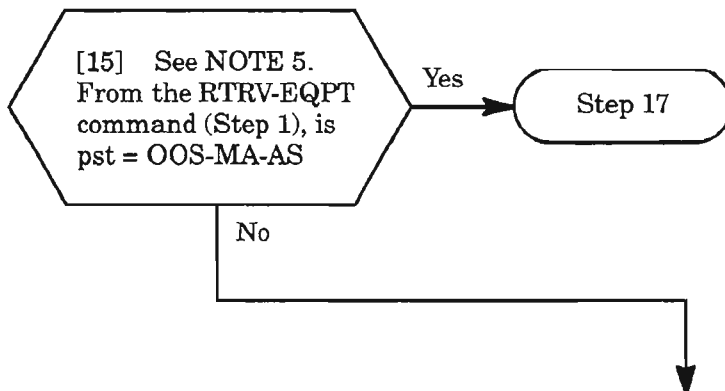 [15] See NOTE 5.
From the RTRV-EQPT
command (Step 1), is
pst = OOS-MA-AS
Yes
Step 17
No